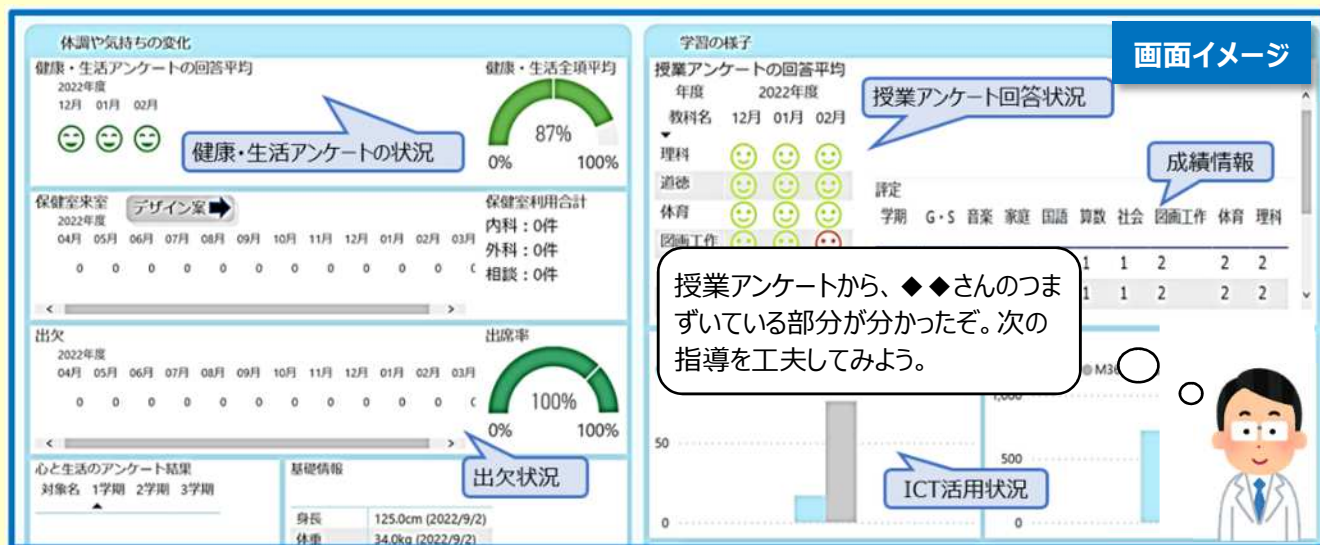 画面イメージ
体調や気持ちの変化
健康・生活アンケートの回答平均
2022年度
12月 01月 02月
健康・生活アンケートの状況
健康・生活全項平均
87%
0% 100%
保健室来室
デザイン案
2022年度
04月 05月 06月 07月 08月 09月 10月 11月 12月 01月 02月 03月
0 0 0 0 0 0 0 0 0 0 0
保健室利用合計
内科：0件
外科：0件
相談：0件
出欠
2022年度
04月 05月 06月 07月 08月 09月 10月 11月 12月 01月 02月 03月
0 0 0 0 0 0 0 0 0 0 0
出席率
100%
0% 100%
出欠状況
心と生活のアンケート結果
対象名 1学期 2学期 3学期
基礎情報
身長 125.0cm (2022/9/2)
体重 34.0kg (2022/9/2)
学習の様子
授業アンケートの回答平均
年度 2022年度
教科名 12月 01月 02月
理科
道徳
体育
図画工作
授業アンケート回答状況
成績情報
評定
学期 G・S 音楽 家庭 国語 算数 社会 図画工作 体育 理科
1 1 2 2 2
1 1 2 2 2
授業アンケートから、◆◆さんのつま
ずいている部分が分かったぞ。次の
指導を工夫してみよう。
50
0
ICT活用状況
500
0